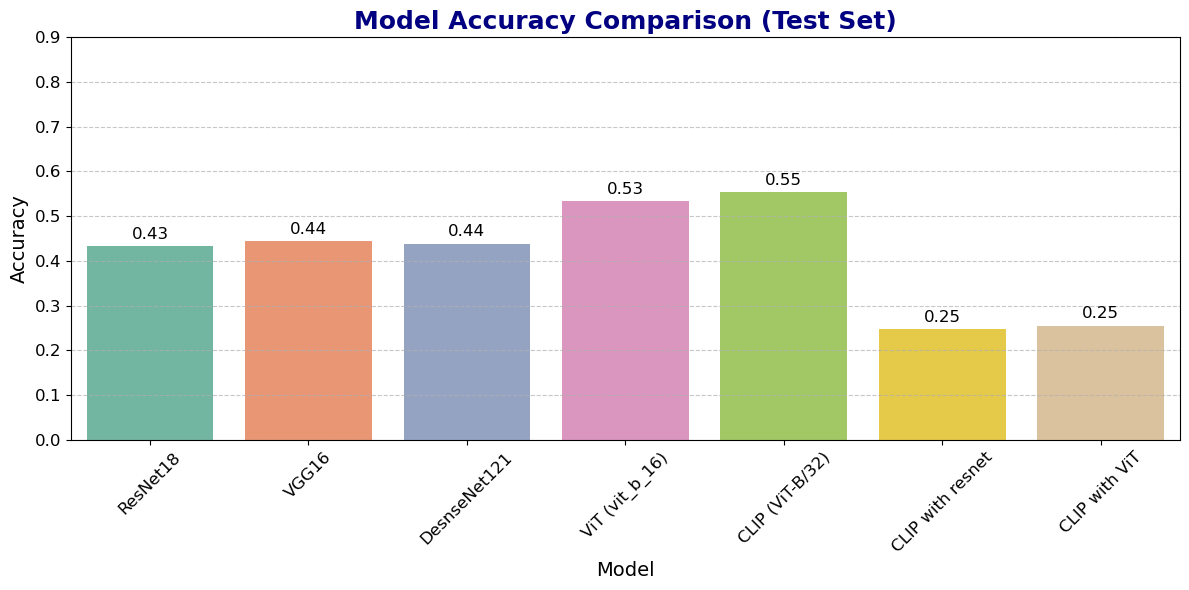 Model Accuracy Comparison (Test Set)
Accuracy
0.9
0.8
0.7
0.6
0.5
0.4
0.3
0.2
0.1
0.0
0.43
0.44
0.44
0.53
0.55
0.25
0.25
ResNet18
VGG16
DesnseNet121
ViT (vit_b_16)
CLIP (ViT-B/32)
CLIP with resnet
CLIP with ViT
Model